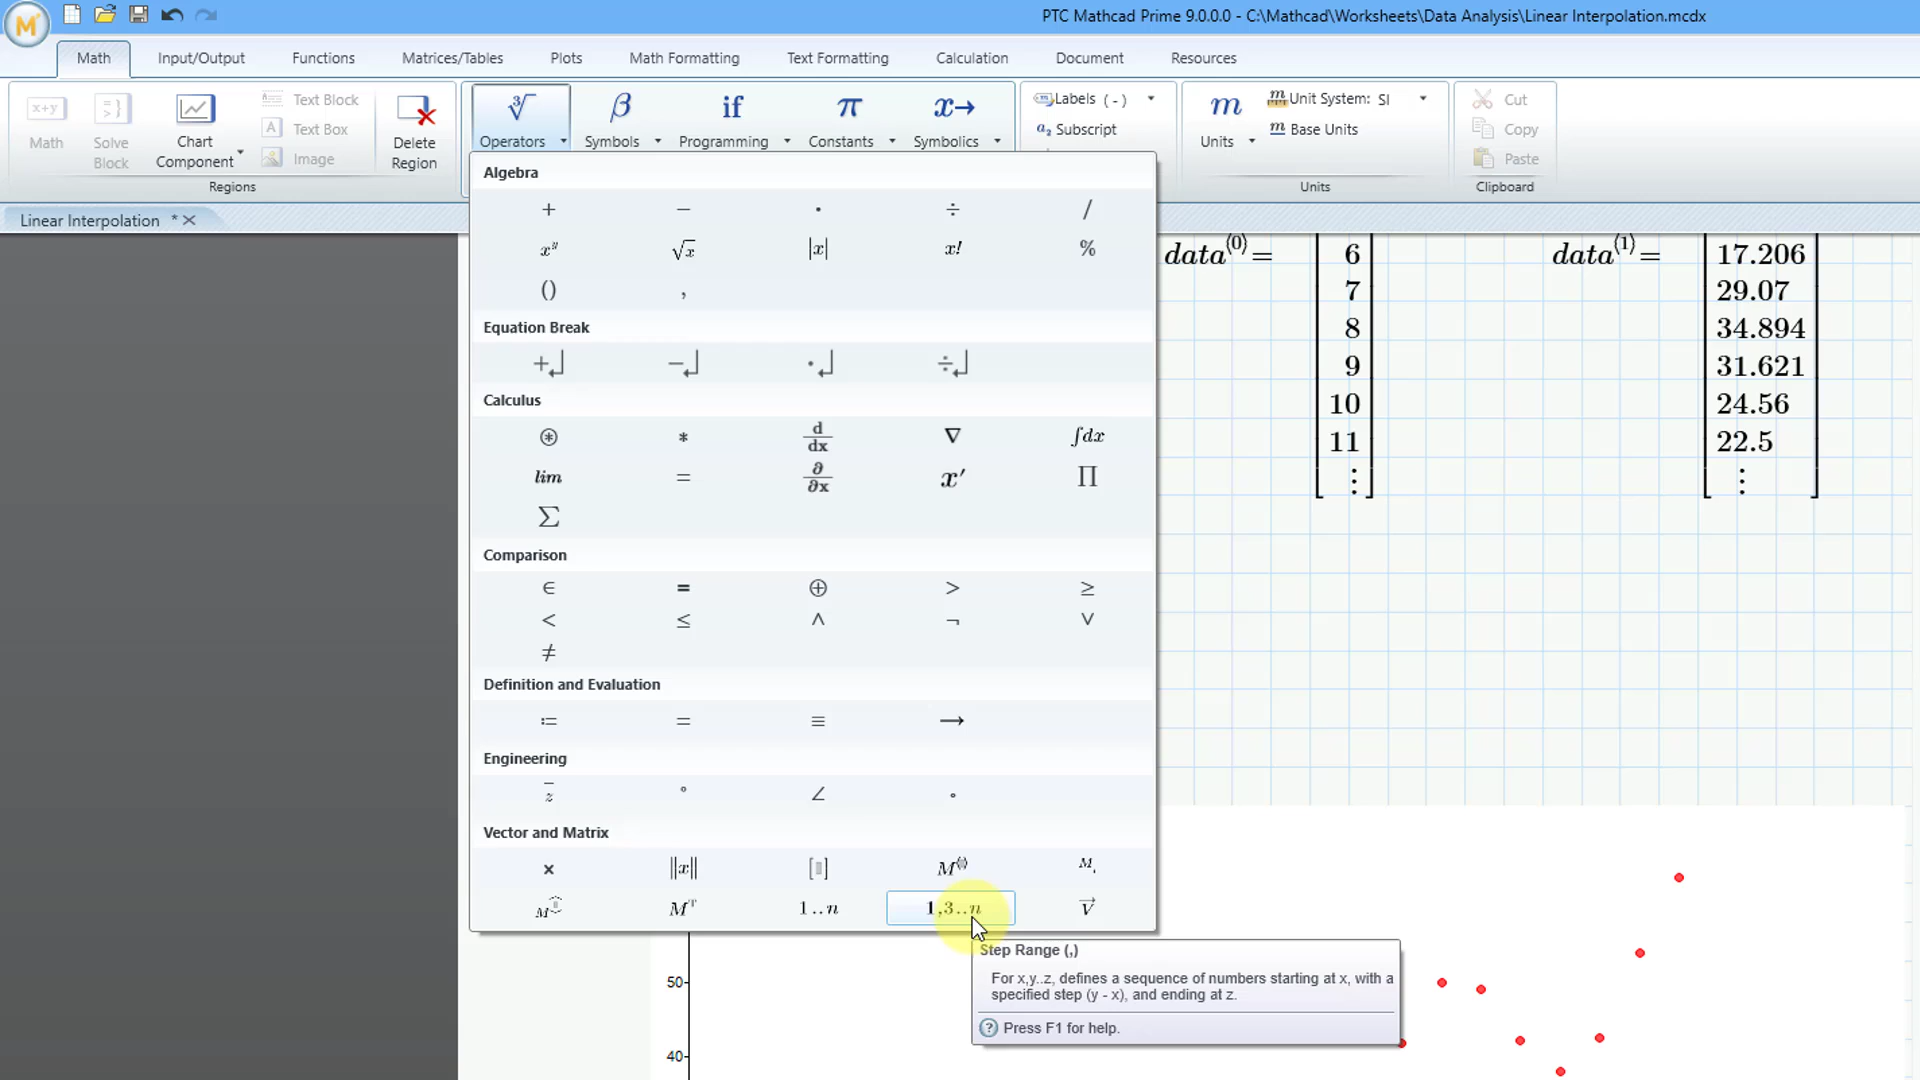 PTC Mathcad Prime 9.0.0.0 - C:\Mathcad\Worksheets\Data Analysis\Linear Interpolation.mcdx
Math Input/Output Functions Matrices/Tables Plots Math Formatting Text Formatting Calculation Document Resources
Math
Solve Block
Chart Component
Text Block
Text Box
Image
Delete Region
Regions
Operators
β Symbols
if Programming
π Constants
x→ Symbolics
Labels (-)
a₂ Subscript
m Units
Unit System: SI
m Base Units
Units
Cut
Copy
Paste
Clipboard
Linear Interpolation *
Algebra
+ − · ÷ /
xʸ √x |x| x! %
() ,
Equation Break
+↲ −↲ ·↲ ÷↲
Calculus
⊛ * d/dx ∇ ∫dx
lim = ∂/∂x x′ Π
Σ
Comparison
∈ = ⊕ > ≥
< ≤ ∧ ¬ ∨
≠
Definition and Evaluation
:= = ≡ →
Engineering
z̅ ° ∠ ∘
Vector and Matrix
× ||x|| [▯] M⟨▯⟩ M,
Mᵀ 1..n 1,3..n V⃗
Step Range (,)
For x,y..z, defines a sequence of numbers starting at x, with a
specified step (y - x), and ending at z.
? Press F1 for help.
data⟨0⟩=
6
7
8
9
10
11
⋮
data⟨1⟩=
17.206
29.07
34.894
31.621
24.56
22.5
⋮
50
40